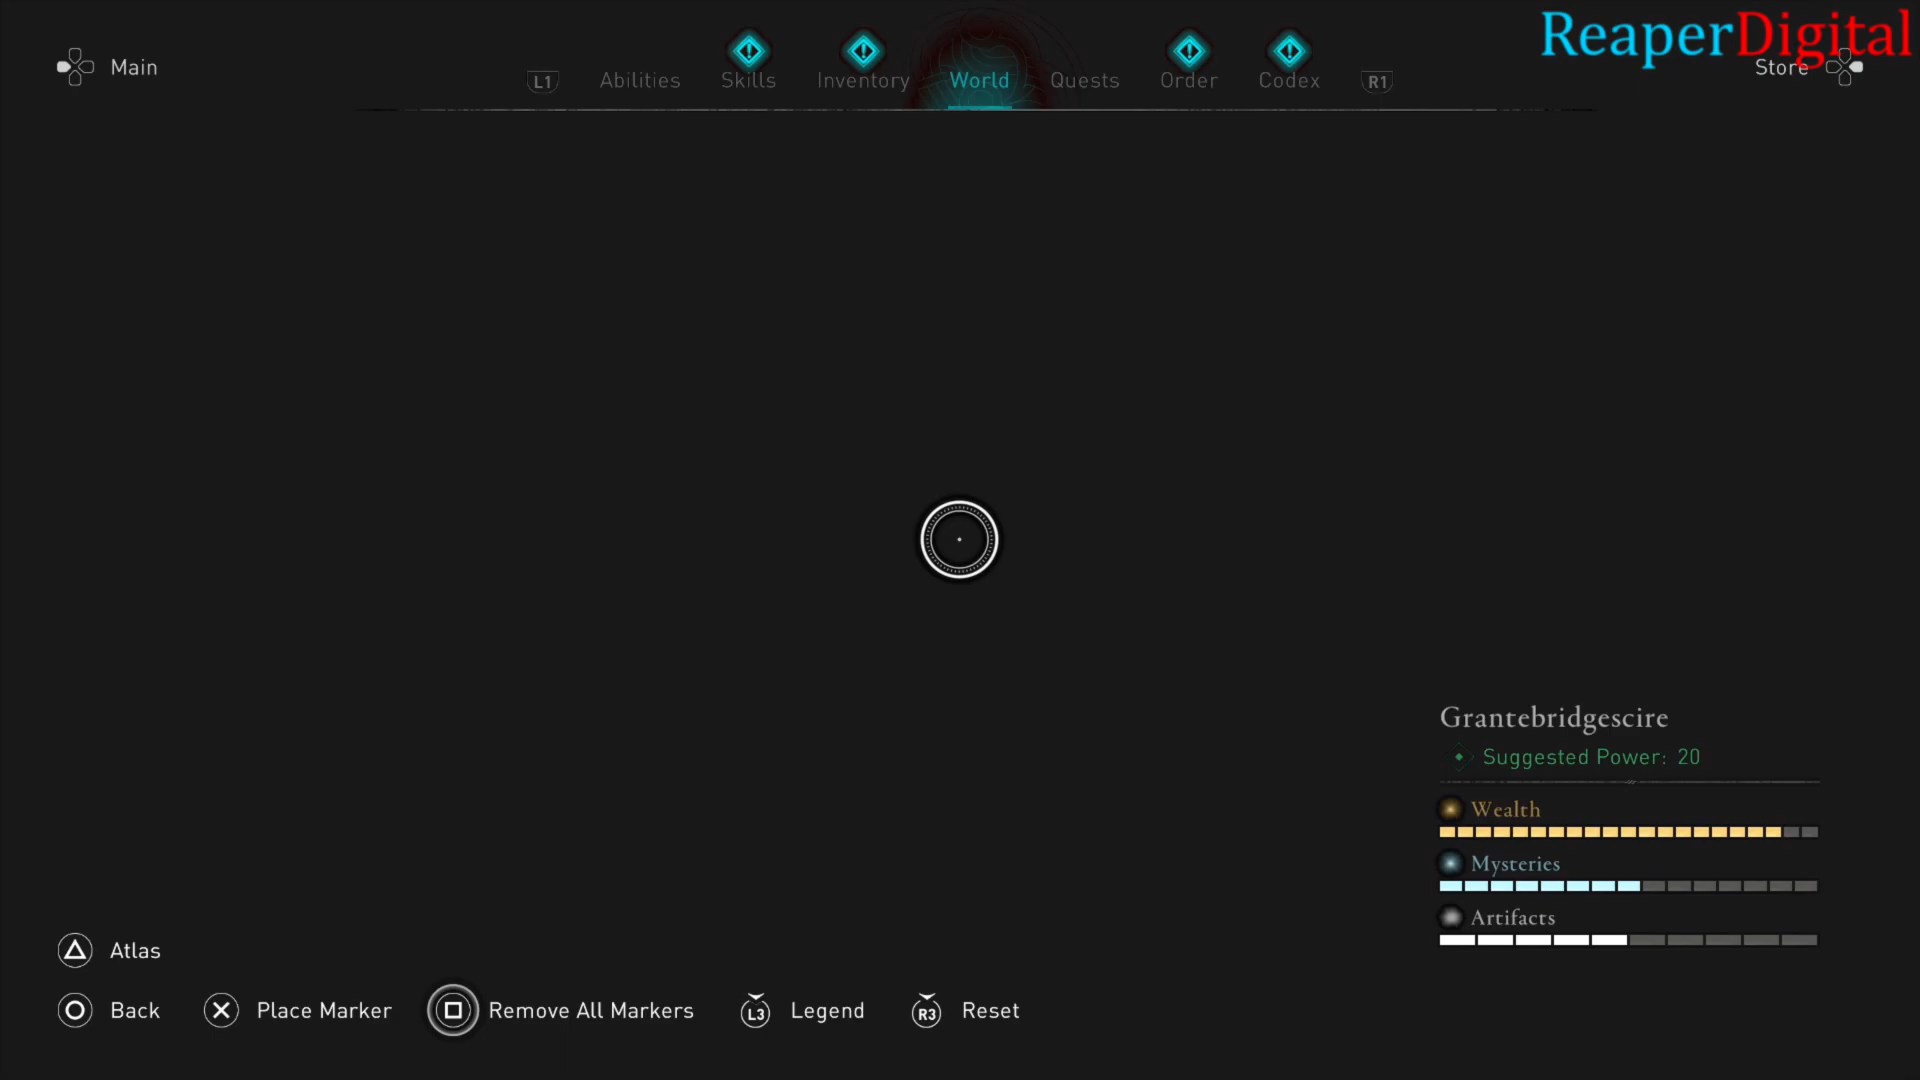 ReaperDigital
Main
L1 Abilities Skills Inventory World Quests Order Codex R1
Store
Grantebridgescire
Suggested Power: 20
Wealth
Mysteries
Artifacts
Atlas
Back Place Marker Remove All Markers L3 Legend R3 Reset